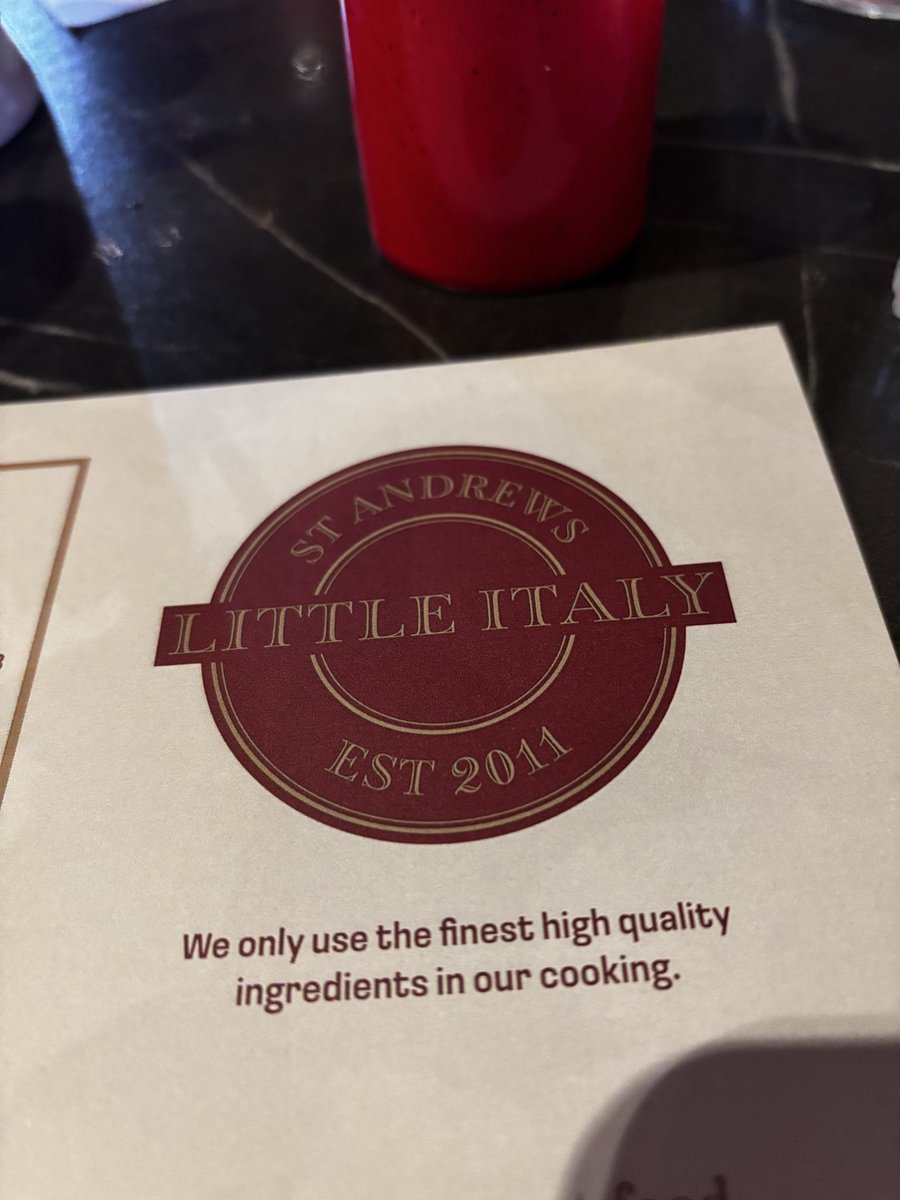 ST ANDREWS
LITTLE ITALY
EST 2011
We only use the finest high quality
ingredients in our cooking.